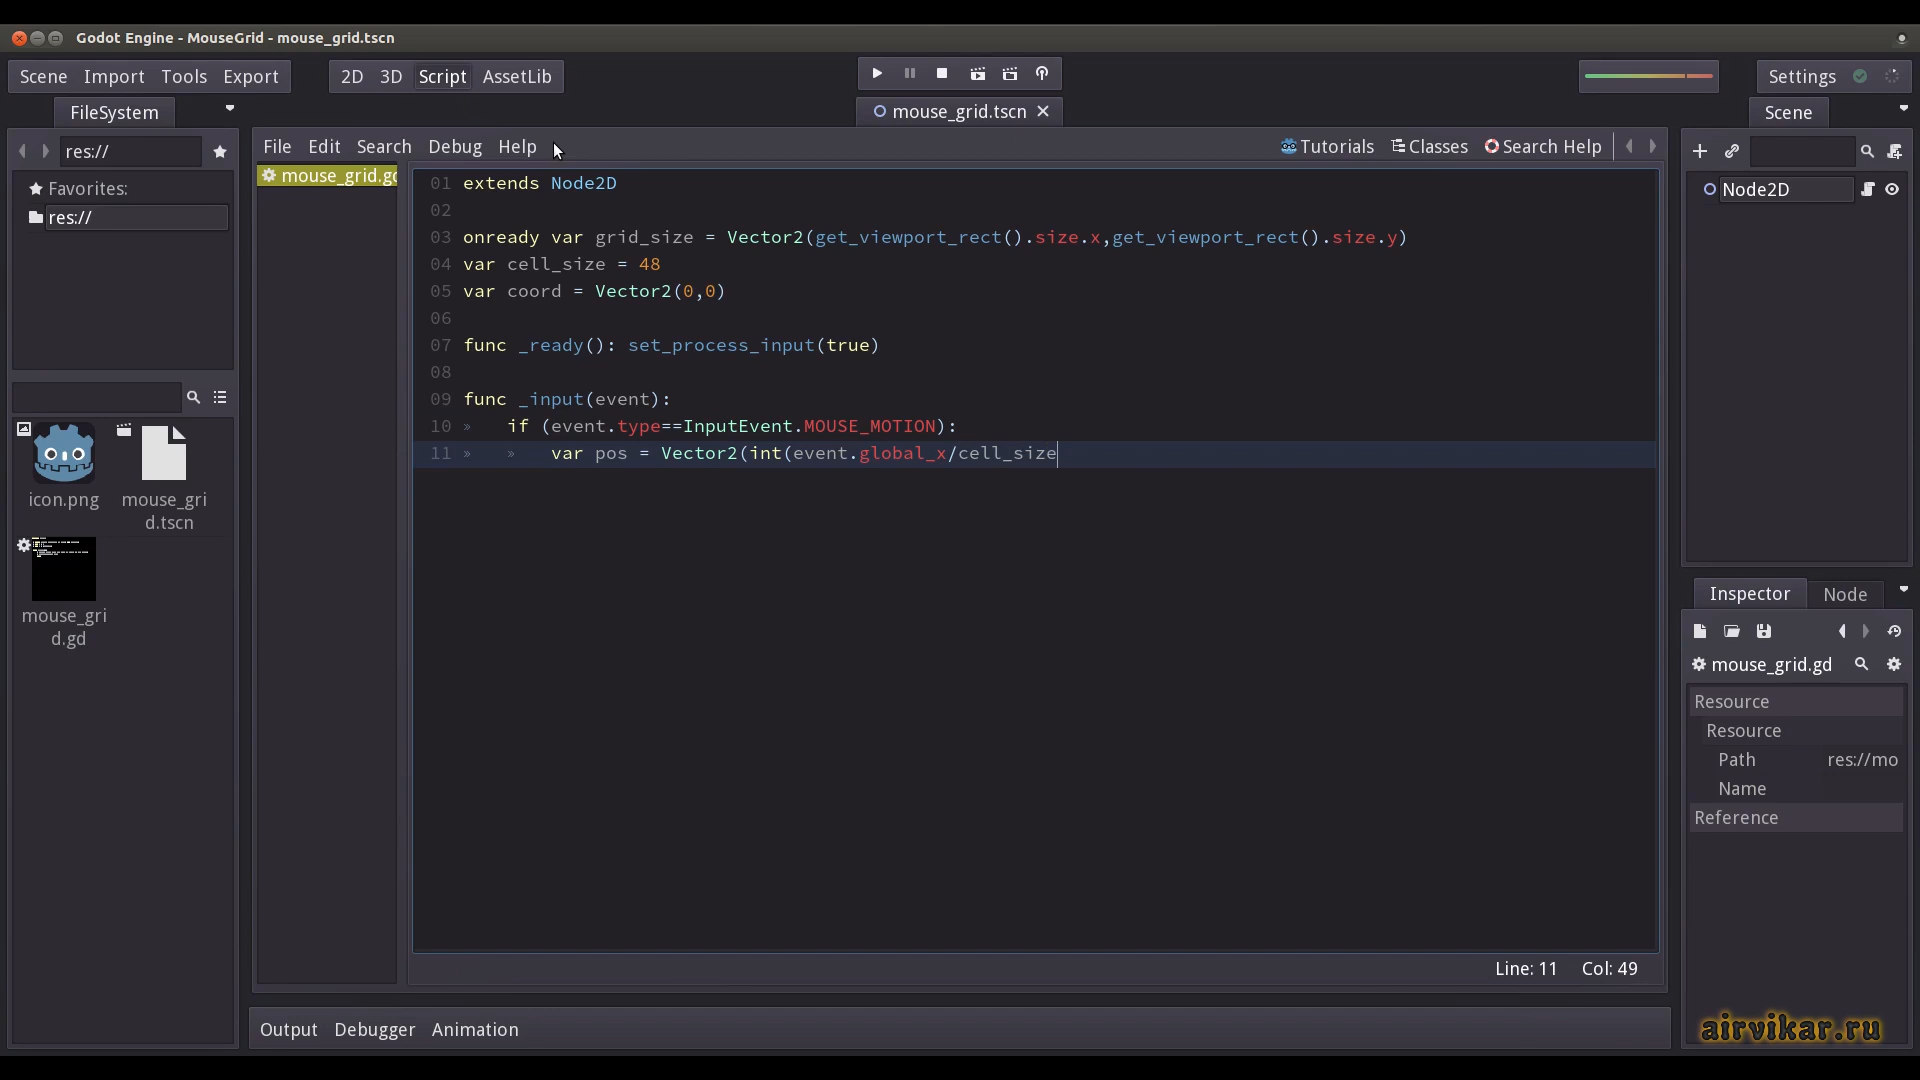 Godot Engine - MouseGrid - mouse_grid.tscn
Scene Import Tools Export
2D 3D Script AssetLib
Settings
FileSystem
mouse_grid.tscn
Scene
res://
Favorites:
res://
icon.png
mouse_gri
d.tscn
mouse_gri
d.gd
File Edit Search Debug Help
Tutorials Classes Search Help
mouse_grid.gd
01 extends Node2D
02
03 onready var grid_size = Vector2(get_viewport_rect().size.x,get_viewport_rect().size.y)
04 var cell_size = 48
05 var coord = Vector2(0,0)
06
07 func _ready(): set_process_input(true)
08
09 func _input(event):
10 » if (event.type==InputEvent.MOUSE_MOTION):
11 » » var pos = Vector2(int(event.global_x/cell_size
Line: 11 Col: 49
Output Debugger Animation
Node2D
Inspector Node
mouse_grid.gd
Resource
Resource
Path res://mo
Name
Reference
airvikar.ru